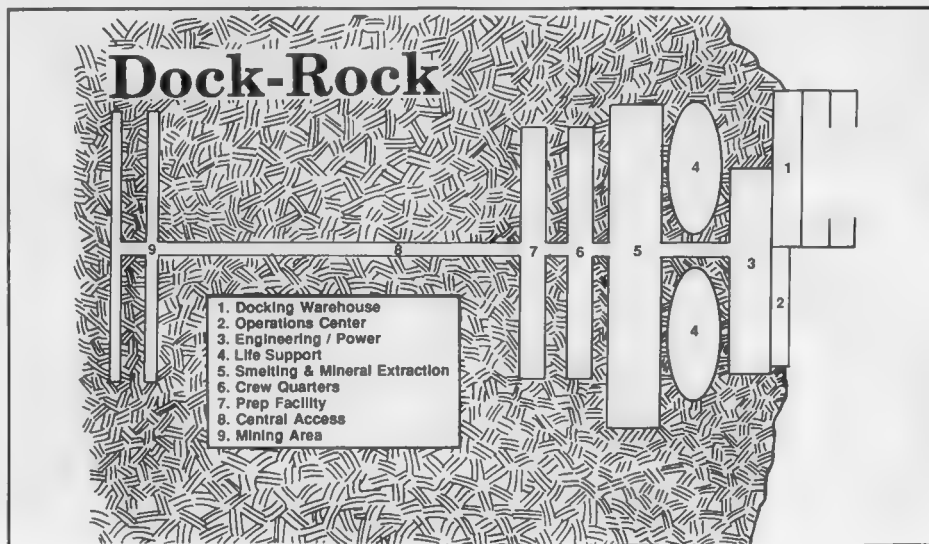 Dock-Rock
1
4
9
8
7
6
5
3
2
4
1. Docking Warehouse
2. Operations Center
3. Engineering / Power
4. Life Support
5. Smelting & Mineral Extraction
6. Crew Quarters
7. Prep Facility
8. Central Access
9. Mining Area